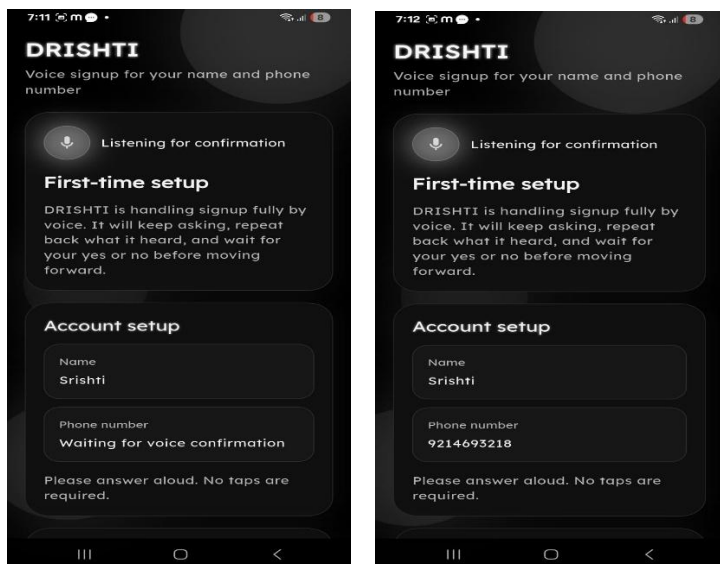 7:11
8
DRISHTI
Voice signup for your name and phone
number
Listening for confirmation
First-time setup
DRISHTI is handling signup fully by
voice. It will keep asking, repeat
back what it heard, and wait for
your yes or no before moving
forward.
Account setup
Name
Srishti
Phone number
Waiting for voice confirmation
Please answer aloud. No taps are
required.
7:12
8
DRISHTI
Voice signup for your name and phone
number
Listening for confirmation
First-time setup
DRISHTI is handling signup fully by
voice. It will keep asking, repeat
back what it heard, and wait for
your yes or no before moving
forward.
Account setup
Name
Srishti
Phone number
9214693218
Please answer aloud. No taps are
required.